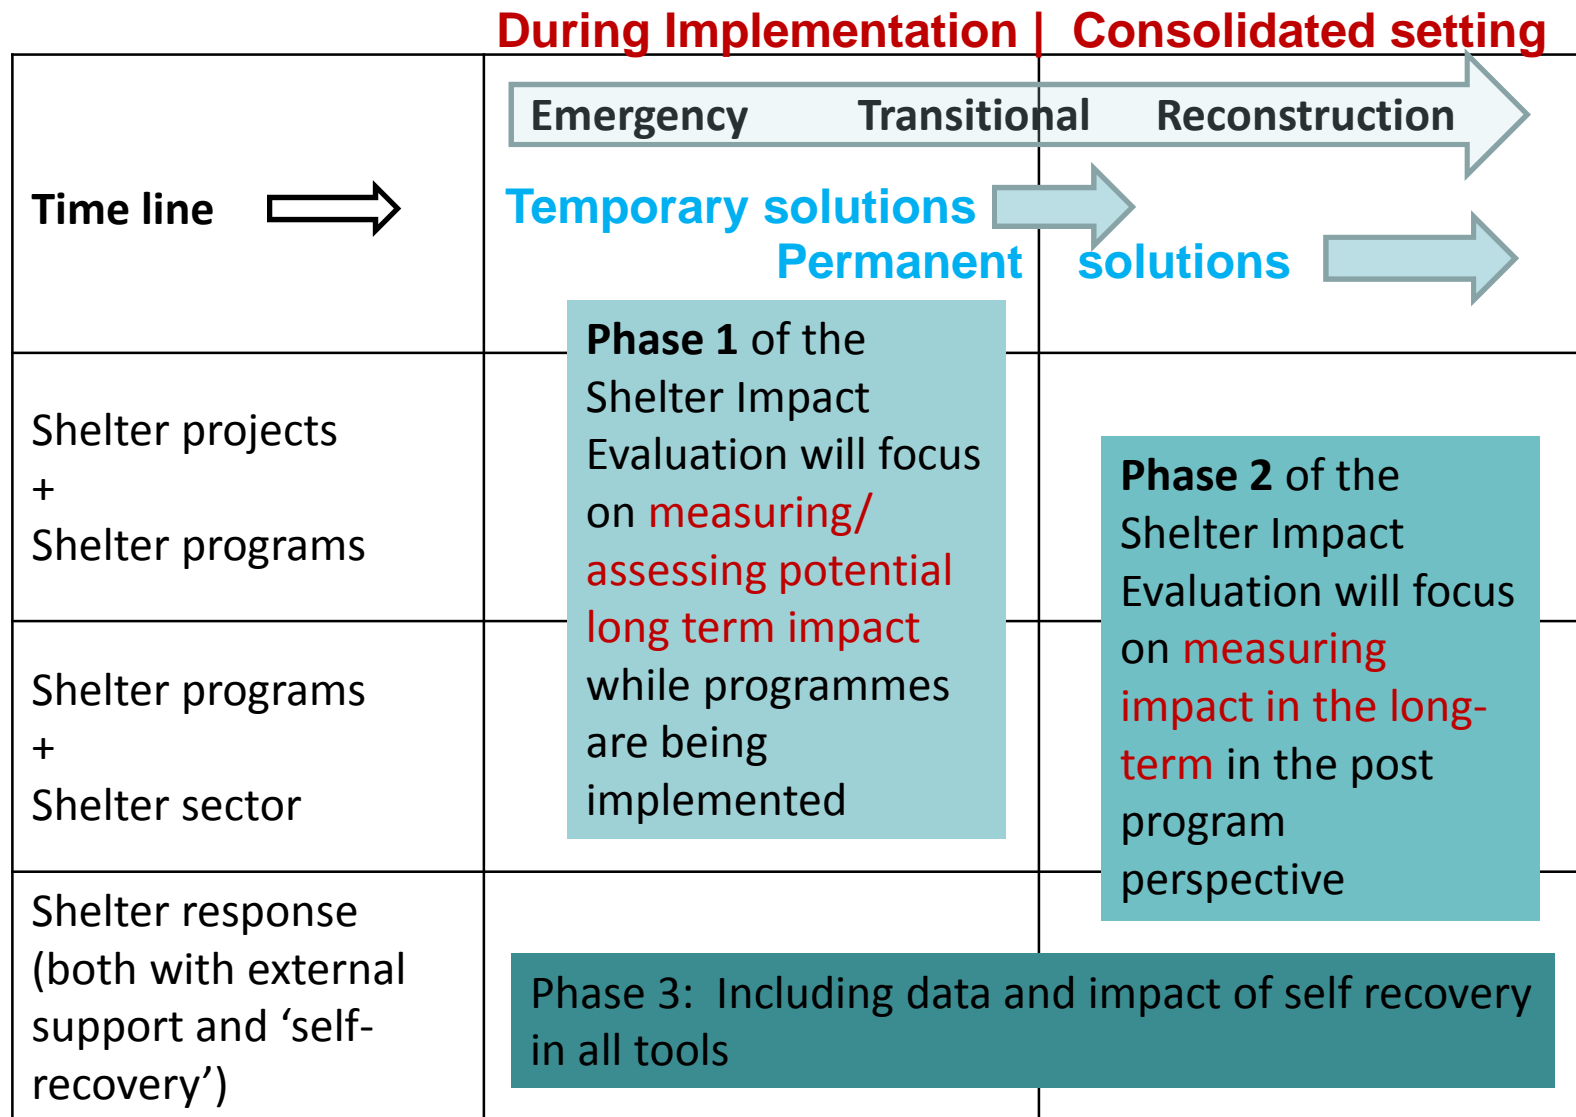 During Implementation | Consolidated setting
Emergency Transitional Reconstruction
Time line
Temporary solutions
Permanent solutions
Shelter projects
+
Shelter programs
Phase 1 of the
Shelter Impact
Evaluation will focus
on measuring/
assessing potential
long term impact
while programmes
are being
implemented
Phase 2 of the
Shelter Impact
Evaluation will focus
on measuring
impact in the long-
term in the post
program
perspective
Shelter programs
+
Shelter sector
Shelter response
(both with external
support and ‘self-
recovery’)
Phase 3:  Including data and impact of self recovery
in all tools